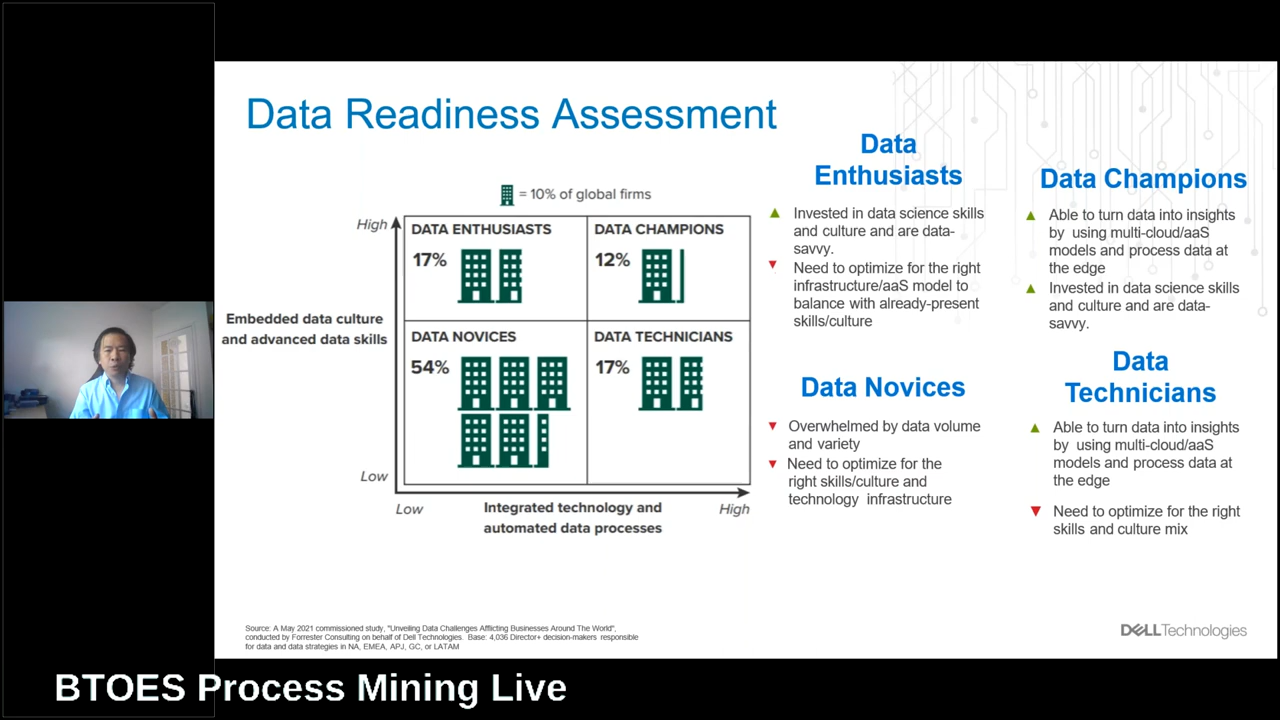 Data Readiness Assessment
= 10% of global firms
High
DATA ENTHUSIASTS
17%
DATA CHAMPIONS
12%
Embedded data culture
and advanced data skills
DATA NOVICES
54%
DATA TECHNICIANS
17%
Low
Low
Integrated technology and
automated data processes
High
Data
Enthusiasts
▲ Invested in data science skills
and culture and are data-
savvy.
▼ Need to optimize for the right
infrastructure/aaS model to
balance with already-present
skills/culture
Data Champions
▲ Able to turn data into insights
by using multi-cloud/aaS
models and process data at
the edge
▲ Invested in data science skills
and culture and are data-
savvy.
Data Novices
▼ Overwhelmed by data volume
and variety
▼ Need to optimize for the
right skills/culture and
technology infrastructure
Data
Technicians
▲ Able to turn data into insights
by using multi-cloud/aaS
models and process data at
the edge
▼ Need to optimize for the right
skills and culture mix
Source: A May 2021 commissioned study, "Unveiling Data Challenges Afflicting Businesses Around The World",
conducted by Forrester Consulting on behalf of Dell Technologies. Base: 4,036 Director+ decision-makers responsible
for data and data strategies in NA, EMEA, APJ, GC, or LATAM
DELLTechnologies
BTOES Process Mining Live